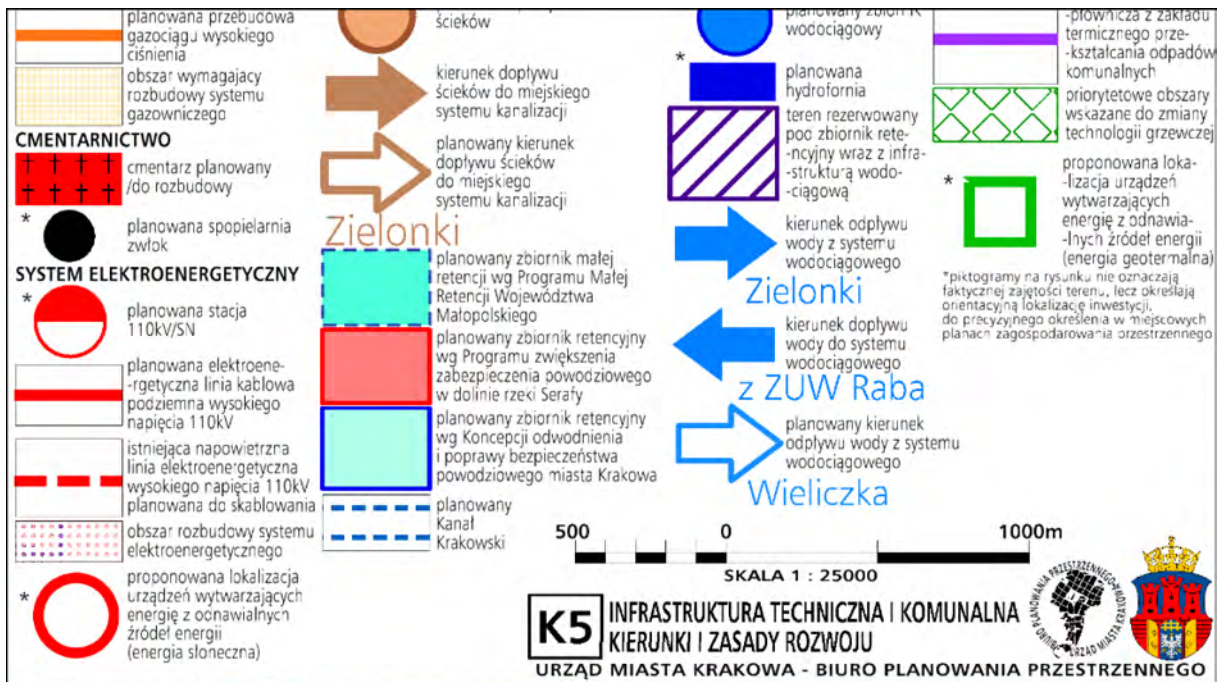 planowana przebudowa
gazociągu wysokiego
ciśnienia
obszar wymagający
rozbudowy systemu
gazowniczego
CMENTARNICTWO
cmentarz planowany
/do rozbudowy
*
planowana spopielarnia
zwłok
SYSTEM ELEKTROENERGETYCZNY
*
planowana stacja
110kV/SN
planowana elektroene-
-rgetyczna linia kablowa
podziemna wysokiego
napięcia 110kV
istniejąca napowietrzna
linia elektroenergetyczna
wysokiego napięcia 110kV
planowana do skablowania
obszar rozbudowy systemu
elektroenergetycznego
*
proponowana lokalizacja
urządzeń wytwarzających
energię z odnawialnych
źródeł energii
(energia słoneczna)
ścieków
kierunek dopływu
ścieków do miejskiego
systemu kanalizacji
planowany kierunek
dopływu ścieków
do miejskiego
systemu kanalizacji
Zielonki
planowany zbiornik małej
retencji wg Programu Małej
Retencji Województwa
Małopolskiego
planowany zbiornik retencyjny
wg Programu zwiększenia
zabezpieczenia powodziowego
w dolinie rzeki Serafy
planowany zbiornik retencyjny
wg Koncepcji odwodnienia
i poprawy bezpieczeństwa
powodziowego miasta Krakowa
planowany
Kanał
Krakowski
planowany
wodociągowy
*
planowana
hydrofornia
teren rezerwowany
pod zbiornik rete-
-ncyjny wraz z infra-
-strukturą wodo-
-ciągową
kierunek odpływu
wody z systemu
wodociągowego
Zielonki
kierunek dopływu
wody do systemu
wodociągowego
z ZUW Raba
planowany kierunek
odpływu wody z systemu
wodociągowego
Wieliczka
-płownicza z zakładu
termicznego prze-
-kształcania odpadów
komunalnych
priorytetowe obszary
wskazane do zmiany
technologii grzewczej
*
proponowana loka-
-lizacja urządzeń
wytwarzających
energię z odnawia-
-lnych źródeł energii
(energia geotermalna)
*piktogramy na rysunku nie oznaczają
faktycznej zajętości terenu, lecz określają
orientacyjną lokalizację inwestycji,
do precyzyjnego określenia w miejscowych
planach zagospodarowania przestrzennego
500 0 1000m
SKALA 1 : 25000
K5
INFRASTRUKTURA TECHNICZNA I KOMUNALNA
KIERUNKI I ZASADY ROZWOJU
URZĄD MIASTA KRAKOWA - BIURO PLANOWANIA PRZESTRZENNEGO
BIURO PLANOWANIA PRZESTRZENNEGO
URZĄD MIASTA KRAKOWA